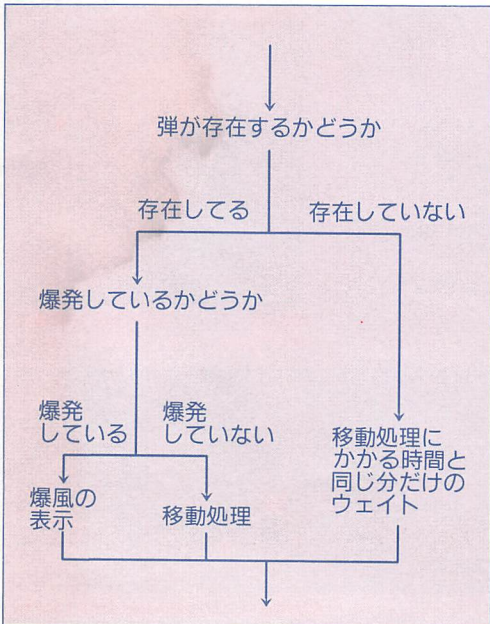 弾が存在するかどうか
存在してる
存在していない
爆発しているかどうか
爆発
している
爆発
していない
爆風の
表示
移動処理
移動処理に
かかる時間と
同じ分だけの
ウェイト